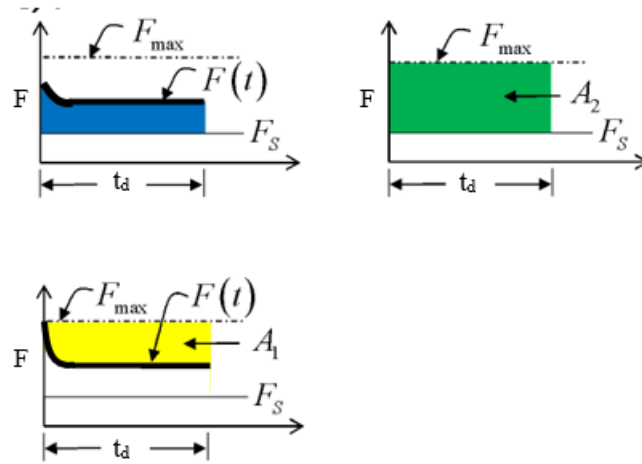 F_max
F(t)
F
F_S
t_d
F_max
F
A_2
F_S
t_d
F_max
F(t)
F
A_1
F_S
t_d